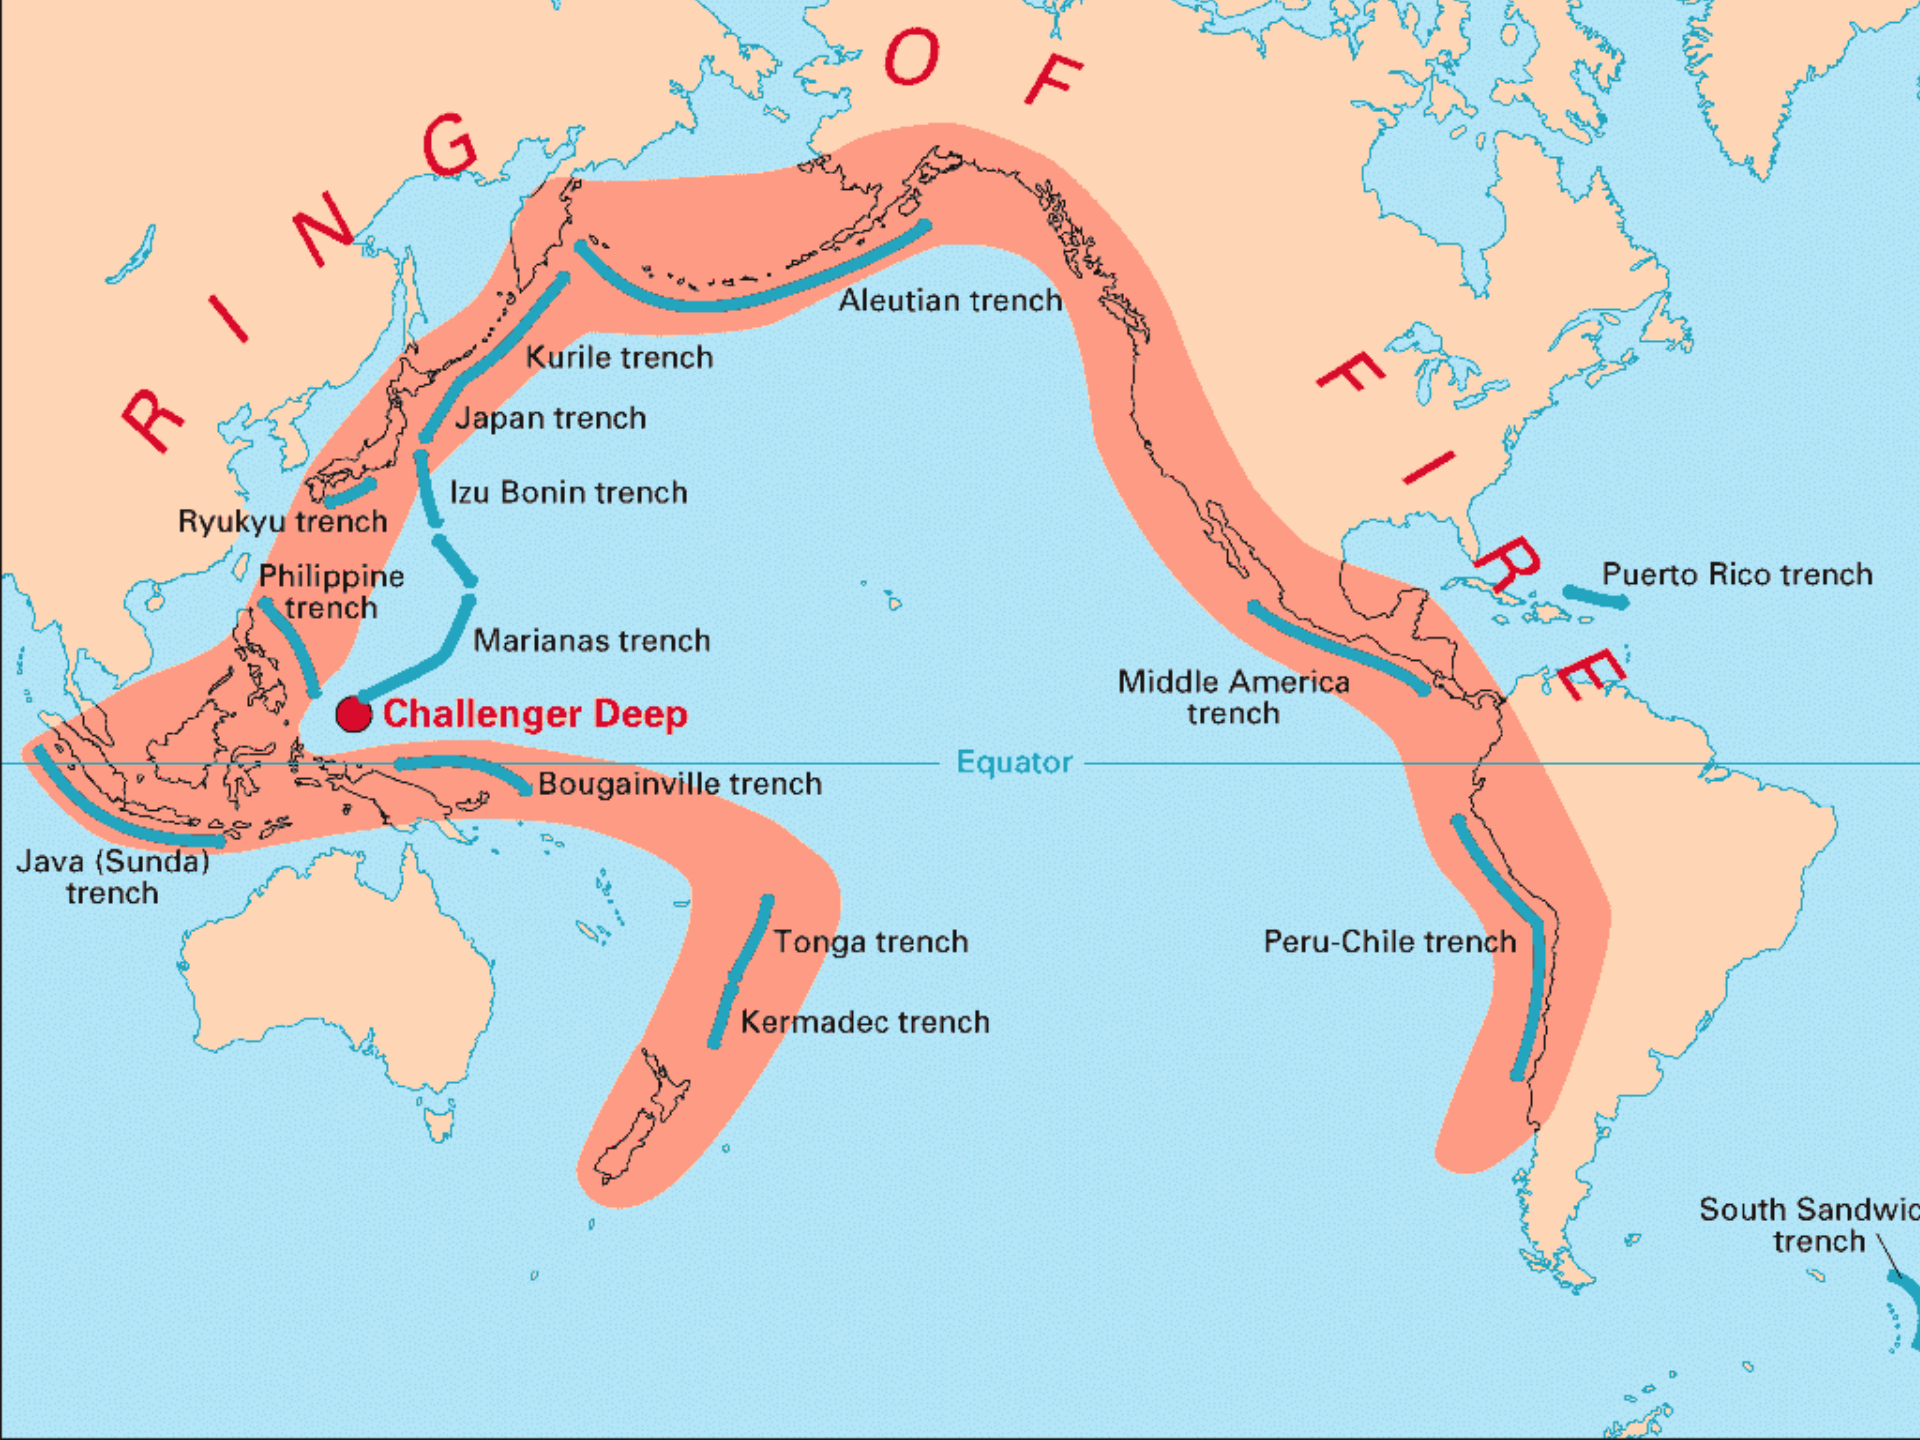 RING OF FIRE
Aleutian trench
Kurile trench
Japan trench
Izu Bonin trench
Ryukyu trench
Philippine
trench
Marianas trench
Challenger Deep
Puerto Rico trench
Middle America
trench
Equator
Bougainville trench
Java (Sunda)
trench
Tonga trench
Kermadec trench
Peru-Chile trench
South Sandwic
trench